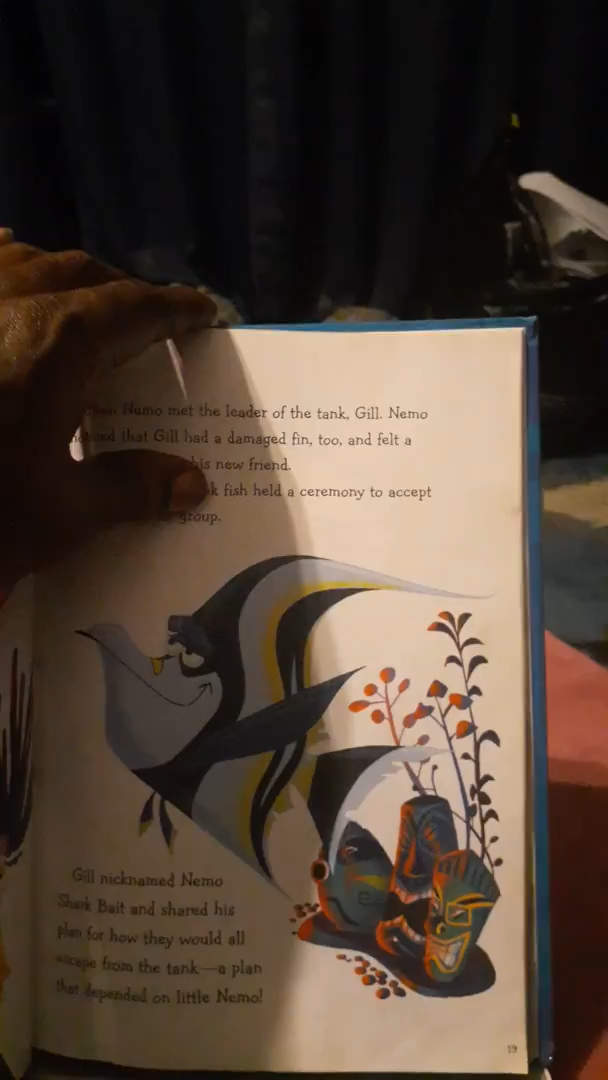 met the leader of the tank, Gill. Nemo
that Gill had a damaged fin, too, and felt a
his new friend.
fish held a ceremony to accept
group.
Gill nicknamed Nemo
Shark Bait and shared his
plan for how they would all
escape from the tank—a plan
that depended on little Nemo!
19